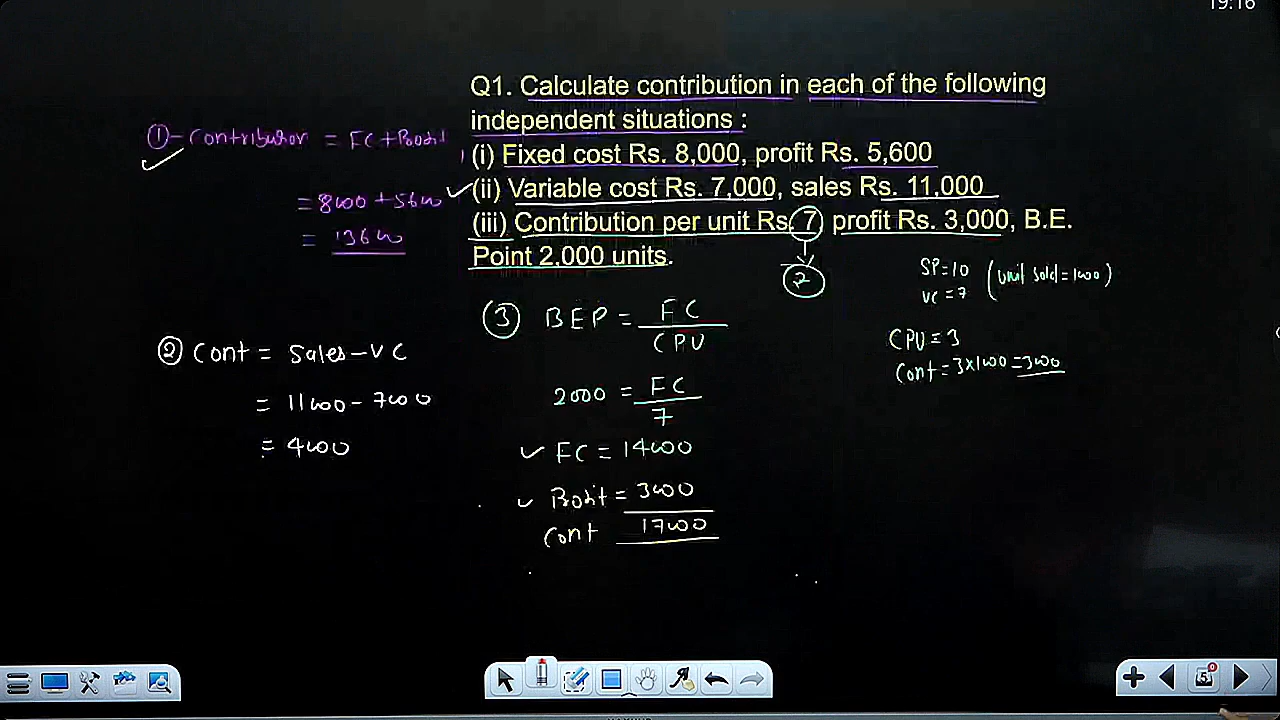 19:16
Q1. Calculate contribution in each of the following
independent situations :
(i) Fixed cost Rs. 8,000, profit Rs. 5,600
(ii) Variable cost Rs. 7,000, sales Rs. 11,000
(iii) Contribution per unit Rs. 7 profit Rs. 3,000, B.E.
Point 2,000 units.
① - Contribution = FC + Profit
= 8000 + 5600
= 13600
② Cont = Sales - VC
= 11000 - 7000
= 4000
③ BEP = FC / CPU
2000 = FC / 7
FC = 14000
Profit = 3000
Cont 17000
SP = 10 (Unit sold = 1000)
VC = 7
CPU = 3
Cont = 3 × 1000 = 3000